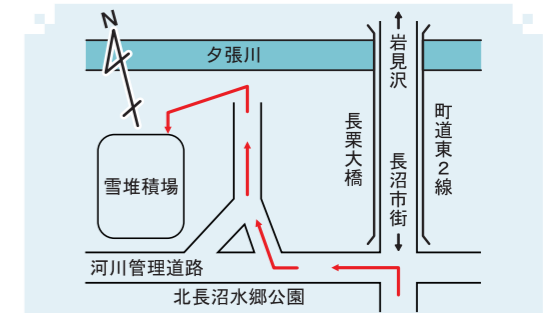 N
岩見沢
夕張川
長栗大橋
町道東2線
長沼市街
雪堆積場
河川管理道路
北長沼水郷公園